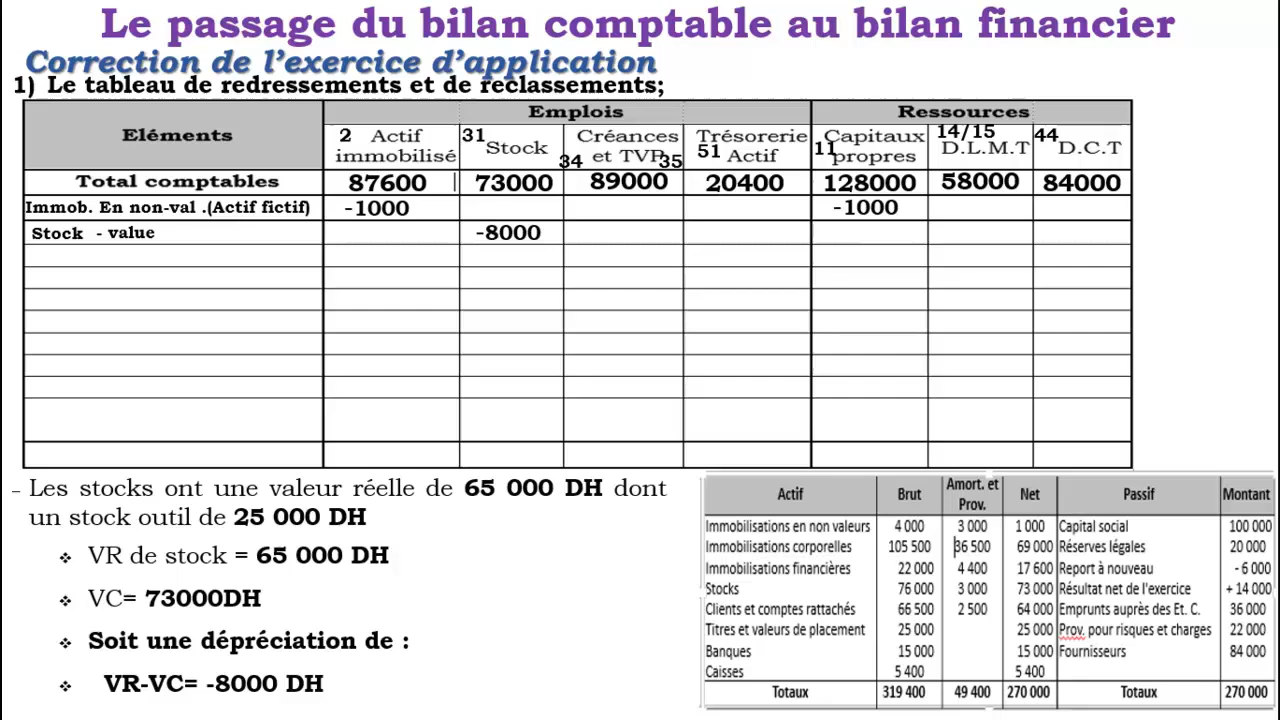 Le passage du bilan comptable au bilan financier
Correction de l'exercice d'application
1) Le tableau de redressements et de reclassements;
Eléments Emplois Ressources
2 Actif immobilisé 31 Stock 34 Créances et TVP 35 Trésorerie 51 Actif Capitaux 11 propres 14/15 D.L.M.T 44 D.C.T
Total comptables 87600 73000 89000 20400 128000 58000 84000
Immob. En non-val .(Actif fictif) -1000 -1000
Stock - value -8000
– Les stocks ont une valeur réelle de 65 000 DH dont
un stock outil de 25 000 DH
❖ VR de stock = 65 000 DH
❖ VC= 73000DH
❖ Soit une dépréciation de :
❖ VR-VC= -8000 DH
Actif Brut Amort. et Prov. Net Passif Montant
Immobilisations en non valeurs 4 000 3 000 1 000 Capital social 100 000
Immobilisations corporelles 105 500 36 500 69 000 Réserves légales 20 000
Immobilisations financières 22 000 4 400 17 600 Report à nouveau - 6 000
Stocks 76 000 3 000 73 000 Résultat net de l'exercice + 14 000
Clients et comptes rattachés 66 500 2 500 64 000 Emprunts auprès des Et. C. 36 000
Titres et valeurs de placement 25 000 25 000 Prov. pour risques et charges 22 000
Banques 15 000 15 000 Fournisseurs 84 000
Caisses 5 400 5 400
Totaux 319 400 49 400 270 000 Totaux 270 000